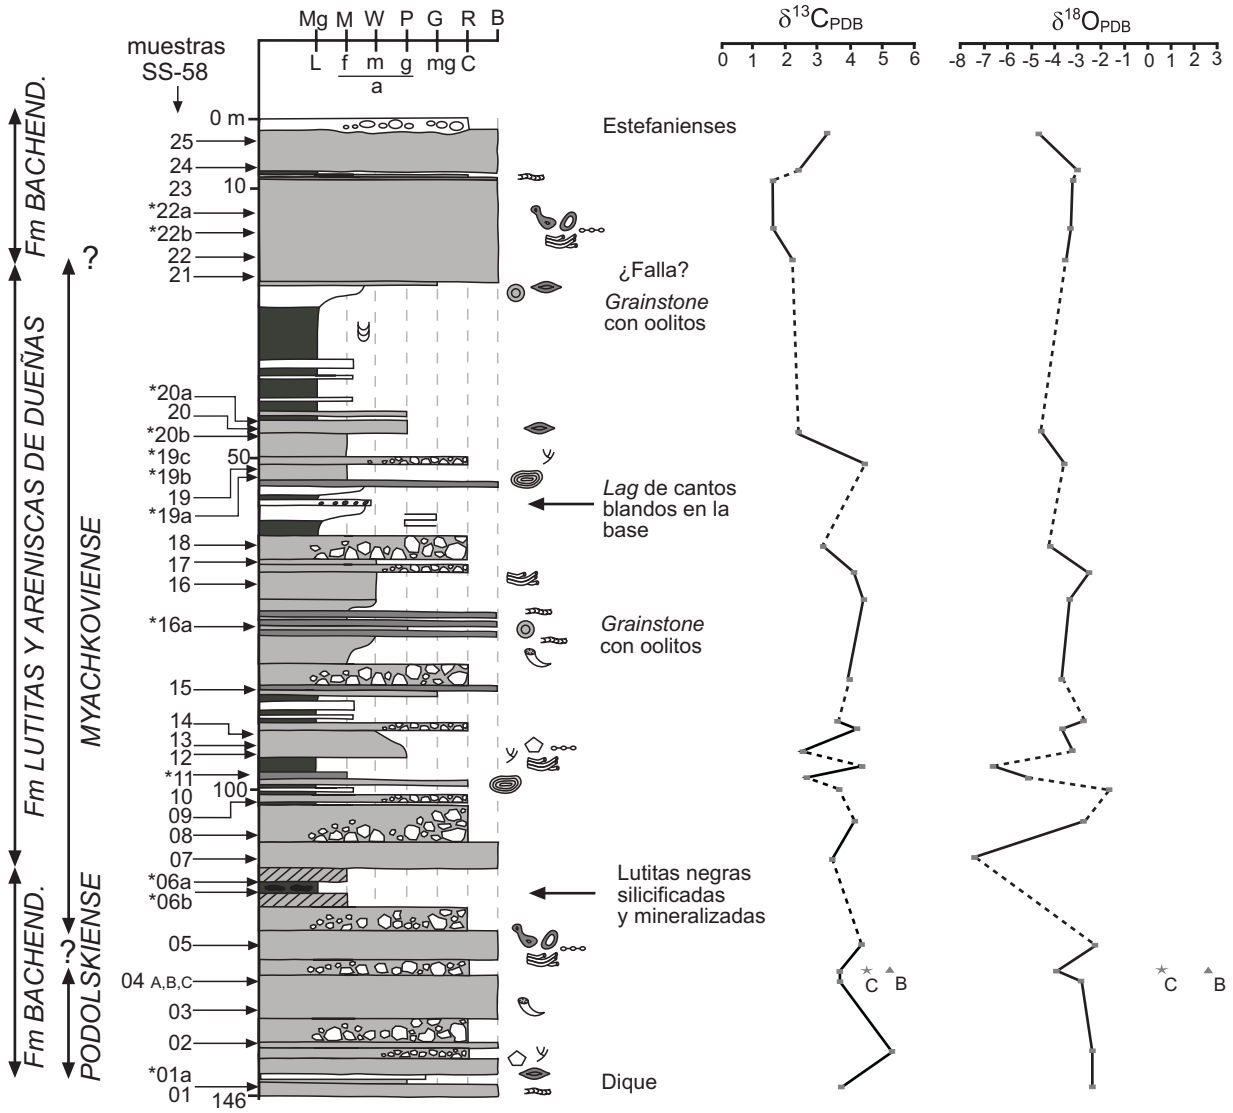 Mg M W P G R B
L f m g mg C
a
muestras
SS-58
δ13CPDB
0 1 2 3 4 5 6
δ18OPDB
-8 -7 -6 -5 -4 -3 -2 -1 0 1 2 3
0 m
10
50
100
146
25
24
23
*22a
*22b
22
21
*20a
20
*20b
*19c
*19b
19
*19a
18
17
16
*16a
15
14
13
12
*11
10
09
08
07
*06a
*06b
05
04 A,B,C
03
02
*01a
01
Fm BACHEND.
Fm LUTITAS Y ARENISCAS DE DUEÑAS
Fm BACHEND.
?
MYACHKOVIENSE
?
PODOLSKIENSE
Estefanienses
¿Falla?
Grainstone
con oolitos
Lag de cantos
blandos en la
base
Grainstone
con oolitos
Lutitas negras
silicificadas
y mineralizadas
Dique
C B
C B